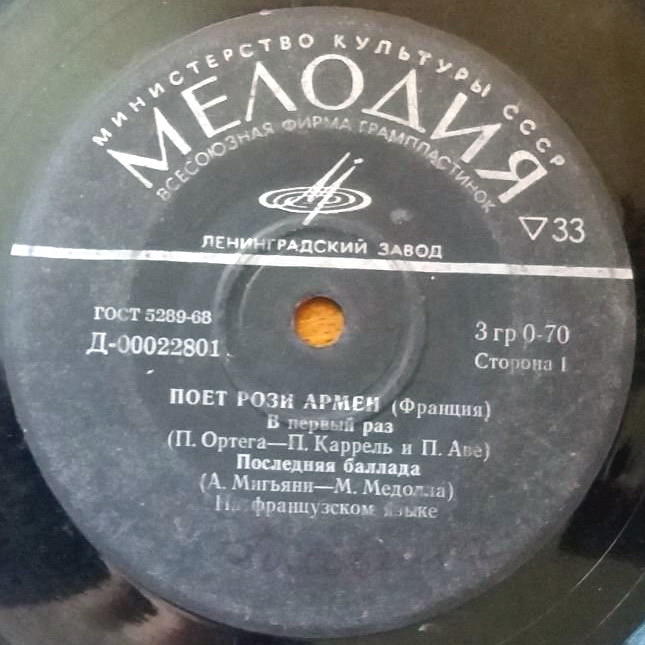 МИНИСТЕРСТВО КУЛЬТУРЫ СССР
МЕЛОДИЯ
ВСЕСОЮЗНАЯ ФИРМА ГРАМПЛАСТИНОК
▽33
ЛЕНИНГРАДСКИЙ ЗАВОД
ГОСТ 5289-68
Д-00022801
3 гр 0-70
Сторона 1
ПОЕТ РОЗИ АРМЕН (Франция)
В первый раз
(П. Ортега—П. Каррель и П. Аве)
Последняя баллада
(А. Мигьяни—М. Медолла)
На французском языке